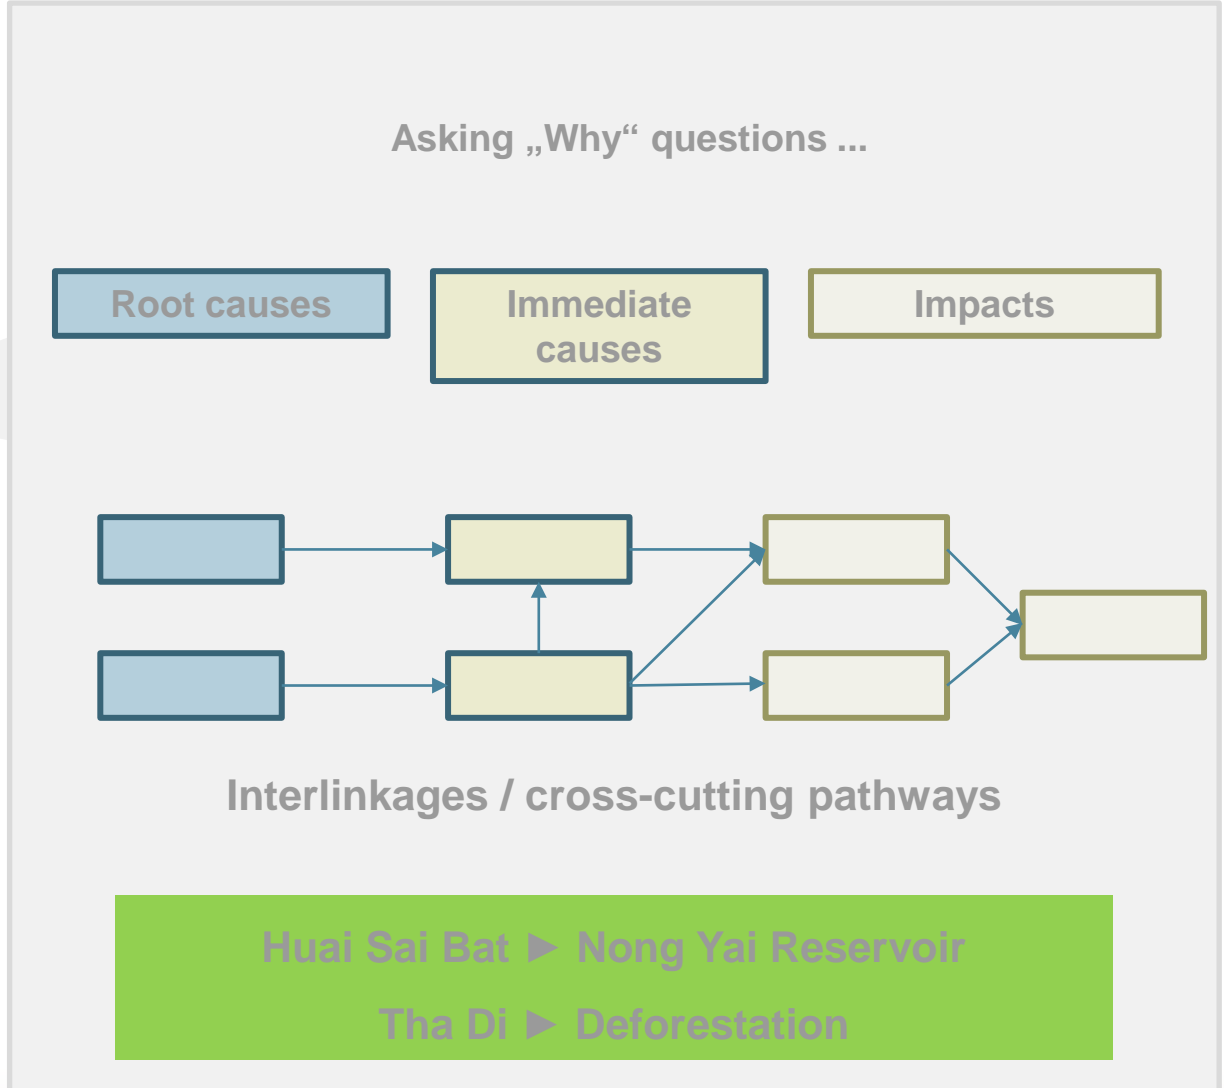 Asking „Why“ questions ...
Root causes
Immediate
causes
Impacts
Interlinkages / cross-cutting pathways
Huai Sai Bat ► Nong Yai Reservoir
Tha Di ► Deforestation